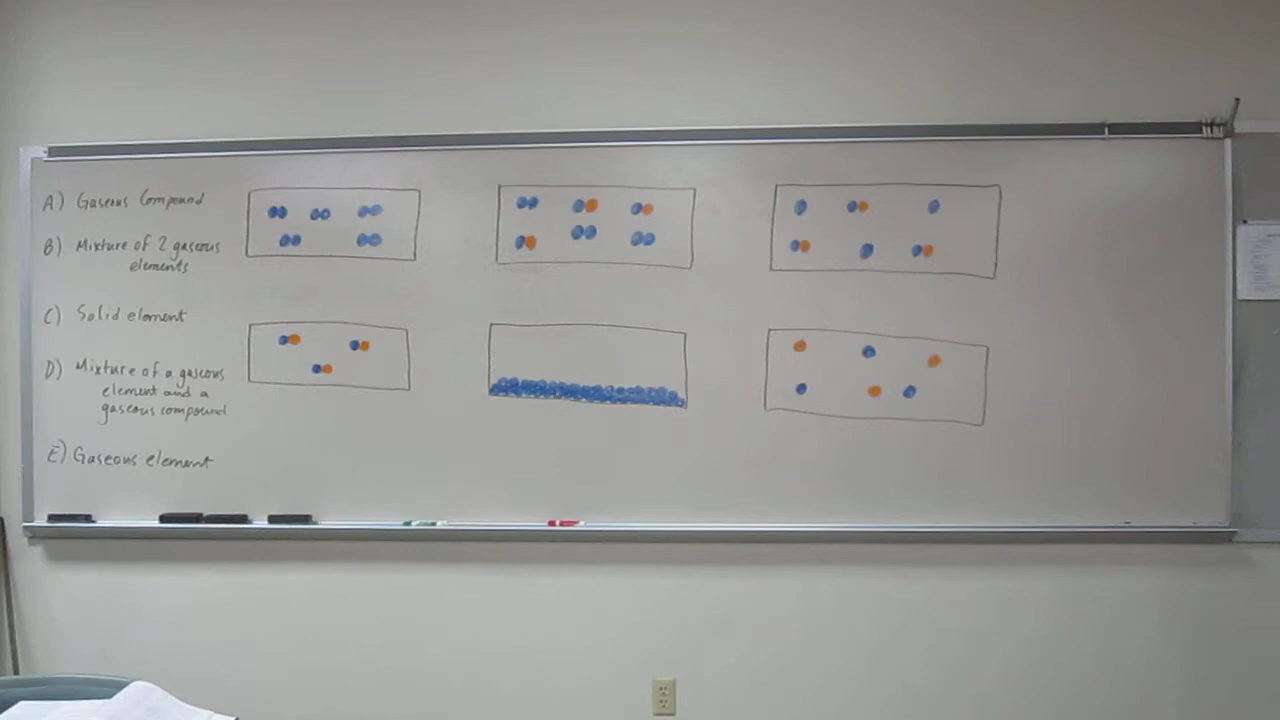 A) Gaseous Compound
B) Mixture of 2 gaseous
elements
C) Solid element
D) Mixture of a gaseous
element and a
gaseous compound
E) Gaseous element